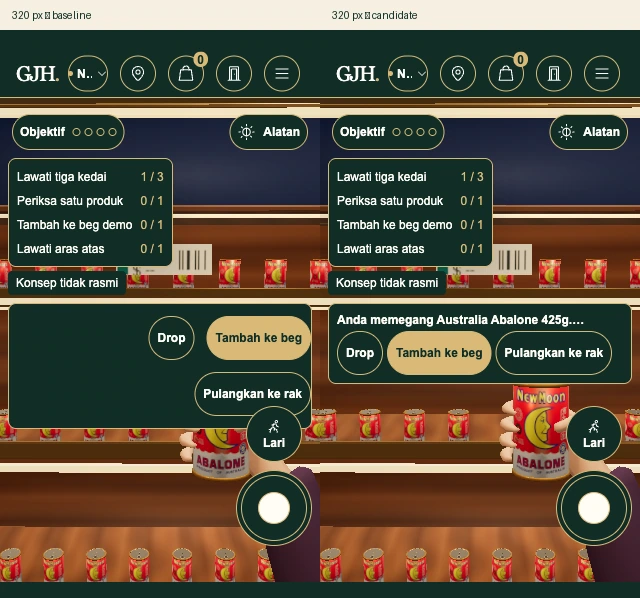 320 px baseline
320 px candidate
GJH.
N..
0
Objektif
Alatan
Lawati tiga kedai 1 / 3
Periksa satu produk 0 / 1
Tambah ke beg demo 0 / 1
Lawati aras atas 0 / 1
Konsep tidak rasmi
Drop
Tambah ke beg
Pulangkan ke rak
ABALONE
Lari
GJH.
N..
0
Objektif
Alatan
Lawati tiga kedai 1 / 3
Periksa satu produk 0 / 1
Tambah ke beg demo 0 / 1
Lawati aras atas 0 / 1
Konsep tidak rasmi
Anda memegang Australia Abalone 425g....
Drop
Tambah ke beg
Pulangkan ke rak
NewMoon
ABALONE
Lari